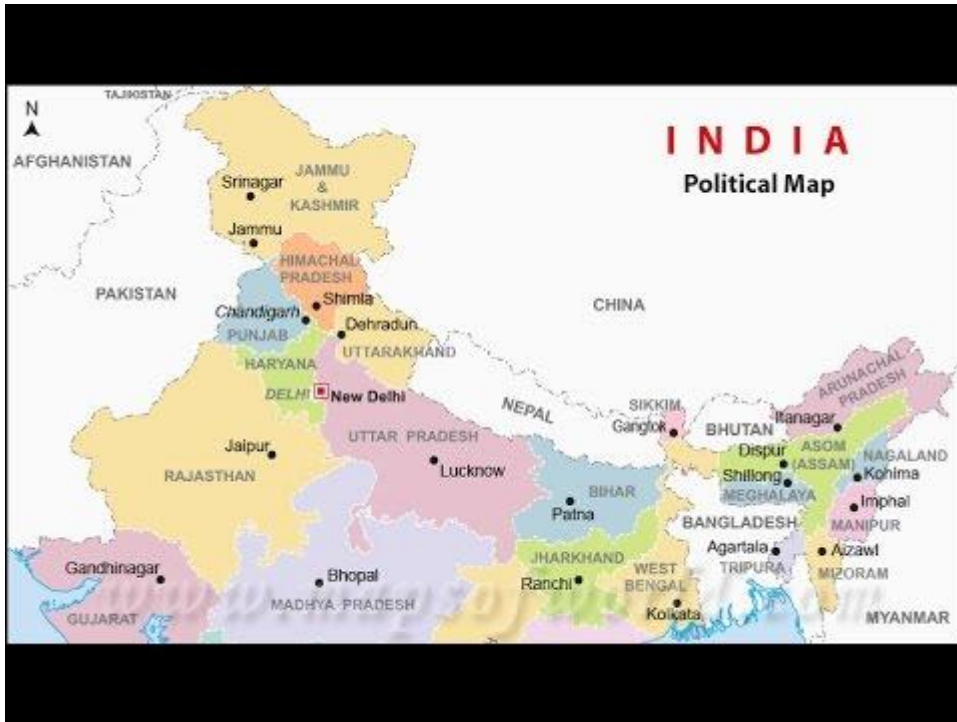 TAJIKISTAN
N
AFGHANISTAN
INDIA
Political Map
JAMMU
&
KASHMIR
Srinagar
Jammu
HIMACHAL
PRADESH
PAKISTAN
CHINA
Shimla
Chandigarh
PUNJAB
Dehradun
UTTARAKHAND
HARYANA
DELHI
New Delhi
NEPAL
SIKKIM
Gangtok
BHUTAN
ARUNACHAL
PRADESH
Itanagar
UTTAR PRADESH
Lucknow
Jaipur
RAJASTHAN
Dispur
ASOM
(ASSAM)
NAGALAND
Shillong
Kohima
MEGHALAYA
BIHAR
Patna
Imphal
MANIPUR
BANGLADESH
Agartala
TRIPURA
Aizawl
MIZORAM
JHARKHAND
Ranchi
WEST
BENGAL
Kolkata
Gandhinagar
GUJARAT
Bhopal
MADHYA PRADESH
MYANMAR
www.mapsofworld.com